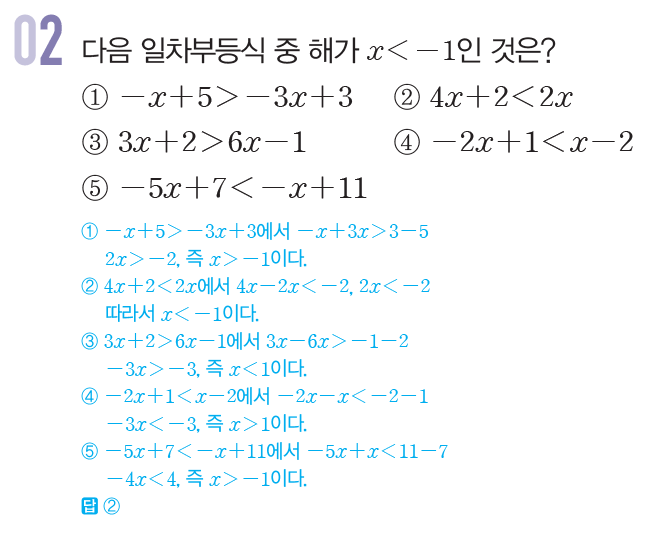 02 다음 일차부등식 중 해가 x<-1인 것은?
① -x+5>-3x+3 ② 4x+2<2x
③ 3x+2>6x-1 ④ -2x+1<x-2
⑤ -5x+7<-x+11
① -x+5>-3x+3에서 -x+3x>3-5
2x>-2, 즉 x>-1이다.
② 4x+2<2x에서 4x-2x<-2, 2x<-2
따라서 x<-1이다.
③ 3x+2>6x-1에서 3x-6x>-1-2
-3x>-3, 즉 x<1이다.
④ -2x+1<x-2에서 -2x-x<-2-1
-3x<-3, 즉 x>1이다.
⑤ -5x+7<-x+11에서 -5x+x<11-7
-4x<4, 즉 x>-1이다.
답 ②